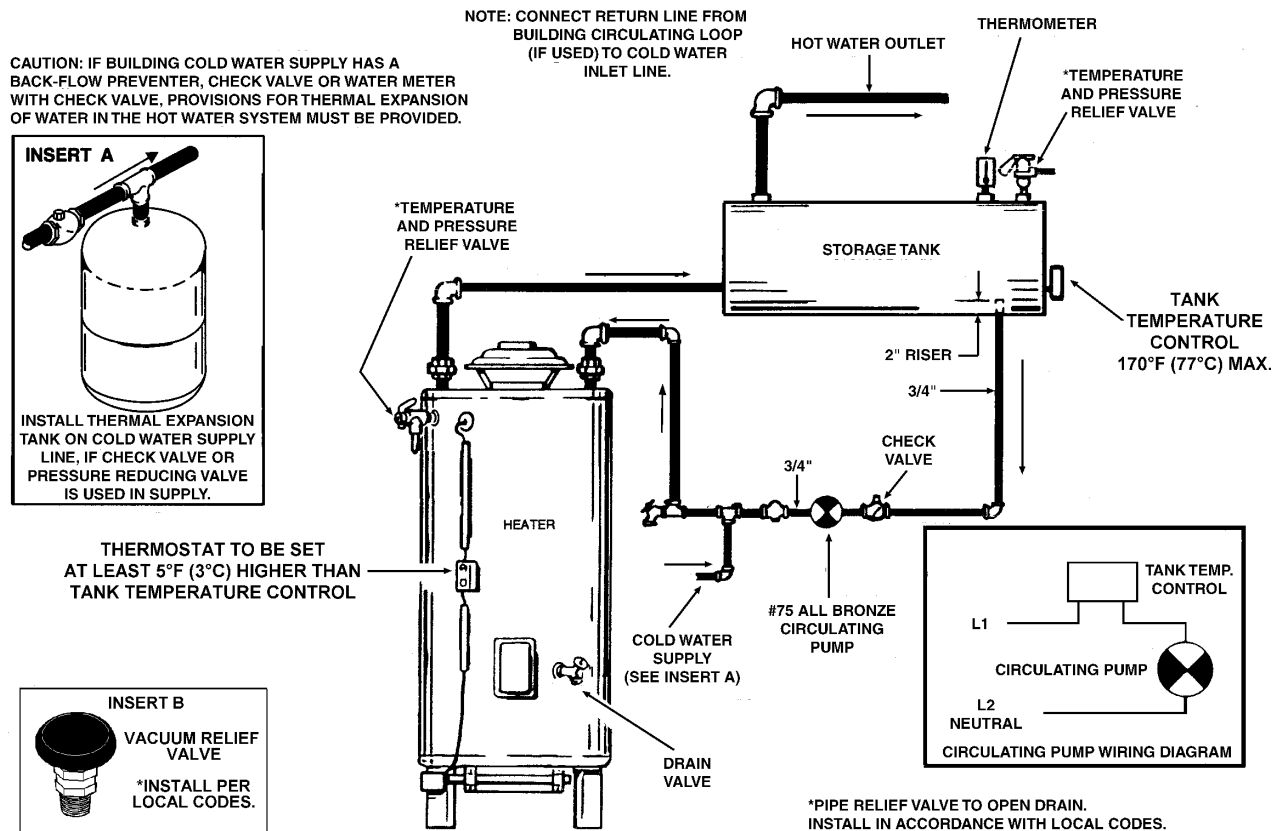 NOTE: CONNECT RETURN LINE FROM
BUILDING CIRCULATING LOOP
(IF USED) TO COLD WATER
INLET LINE.
THERMOMETER
HOT WATER OUTLET
*TEMPERATURE
AND PRESSURE
RELIEF VALVE
CAUTION: IF BUILDING COLD WATER SUPPLY HAS A
BACK-FLOW PREVENTER, CHECK VALVE OR WATER METER
WITH CHECK VALVE, PROVISIONS FOR THERMAL EXPANSION
OF WATER IN THE HOT WATER SYSTEM MUST BE PROVIDED.
INSERT A
INSTALL THERMAL EXPANSION
TANK ON COLD WATER SUPPLY
LINE, IF CHECK VALVE OR
PRESSURE REDUCING VALVE
IS USED IN SUPPLY.
*TEMPERATURE
AND PRESSURE
RELIEF VALVE
STORAGE TANK
TANK
TEMPERATURE
CONTROL
170°F (77°C) MAX.
2" RISER
3/4"
CHECK
VALVE
3/4"
HEATER
THERMOSTAT TO BE SET
AT LEAST 5°F (3°C) HIGHER THAN
TANK TEMPERATURE CONTROL
#75 ALL BRONZE
CIRCULATING
PUMP
COLD WATER
SUPPLY
(SEE INSERT A)
DRAIN
VALVE
TANK TEMP.
CONTROL
L1
CIRCULATING PUMP
L2
NEUTRAL
CIRCULATING PUMP WIRING DIAGRAM
INSERT B
VACUUM RELIEF
VALVE
*INSTALL PER
LOCAL CODES.
*PIPE RELIEF VALVE TO OPEN DRAIN.
INSTALL IN ACCORDANCE WITH LOCAL CODES.